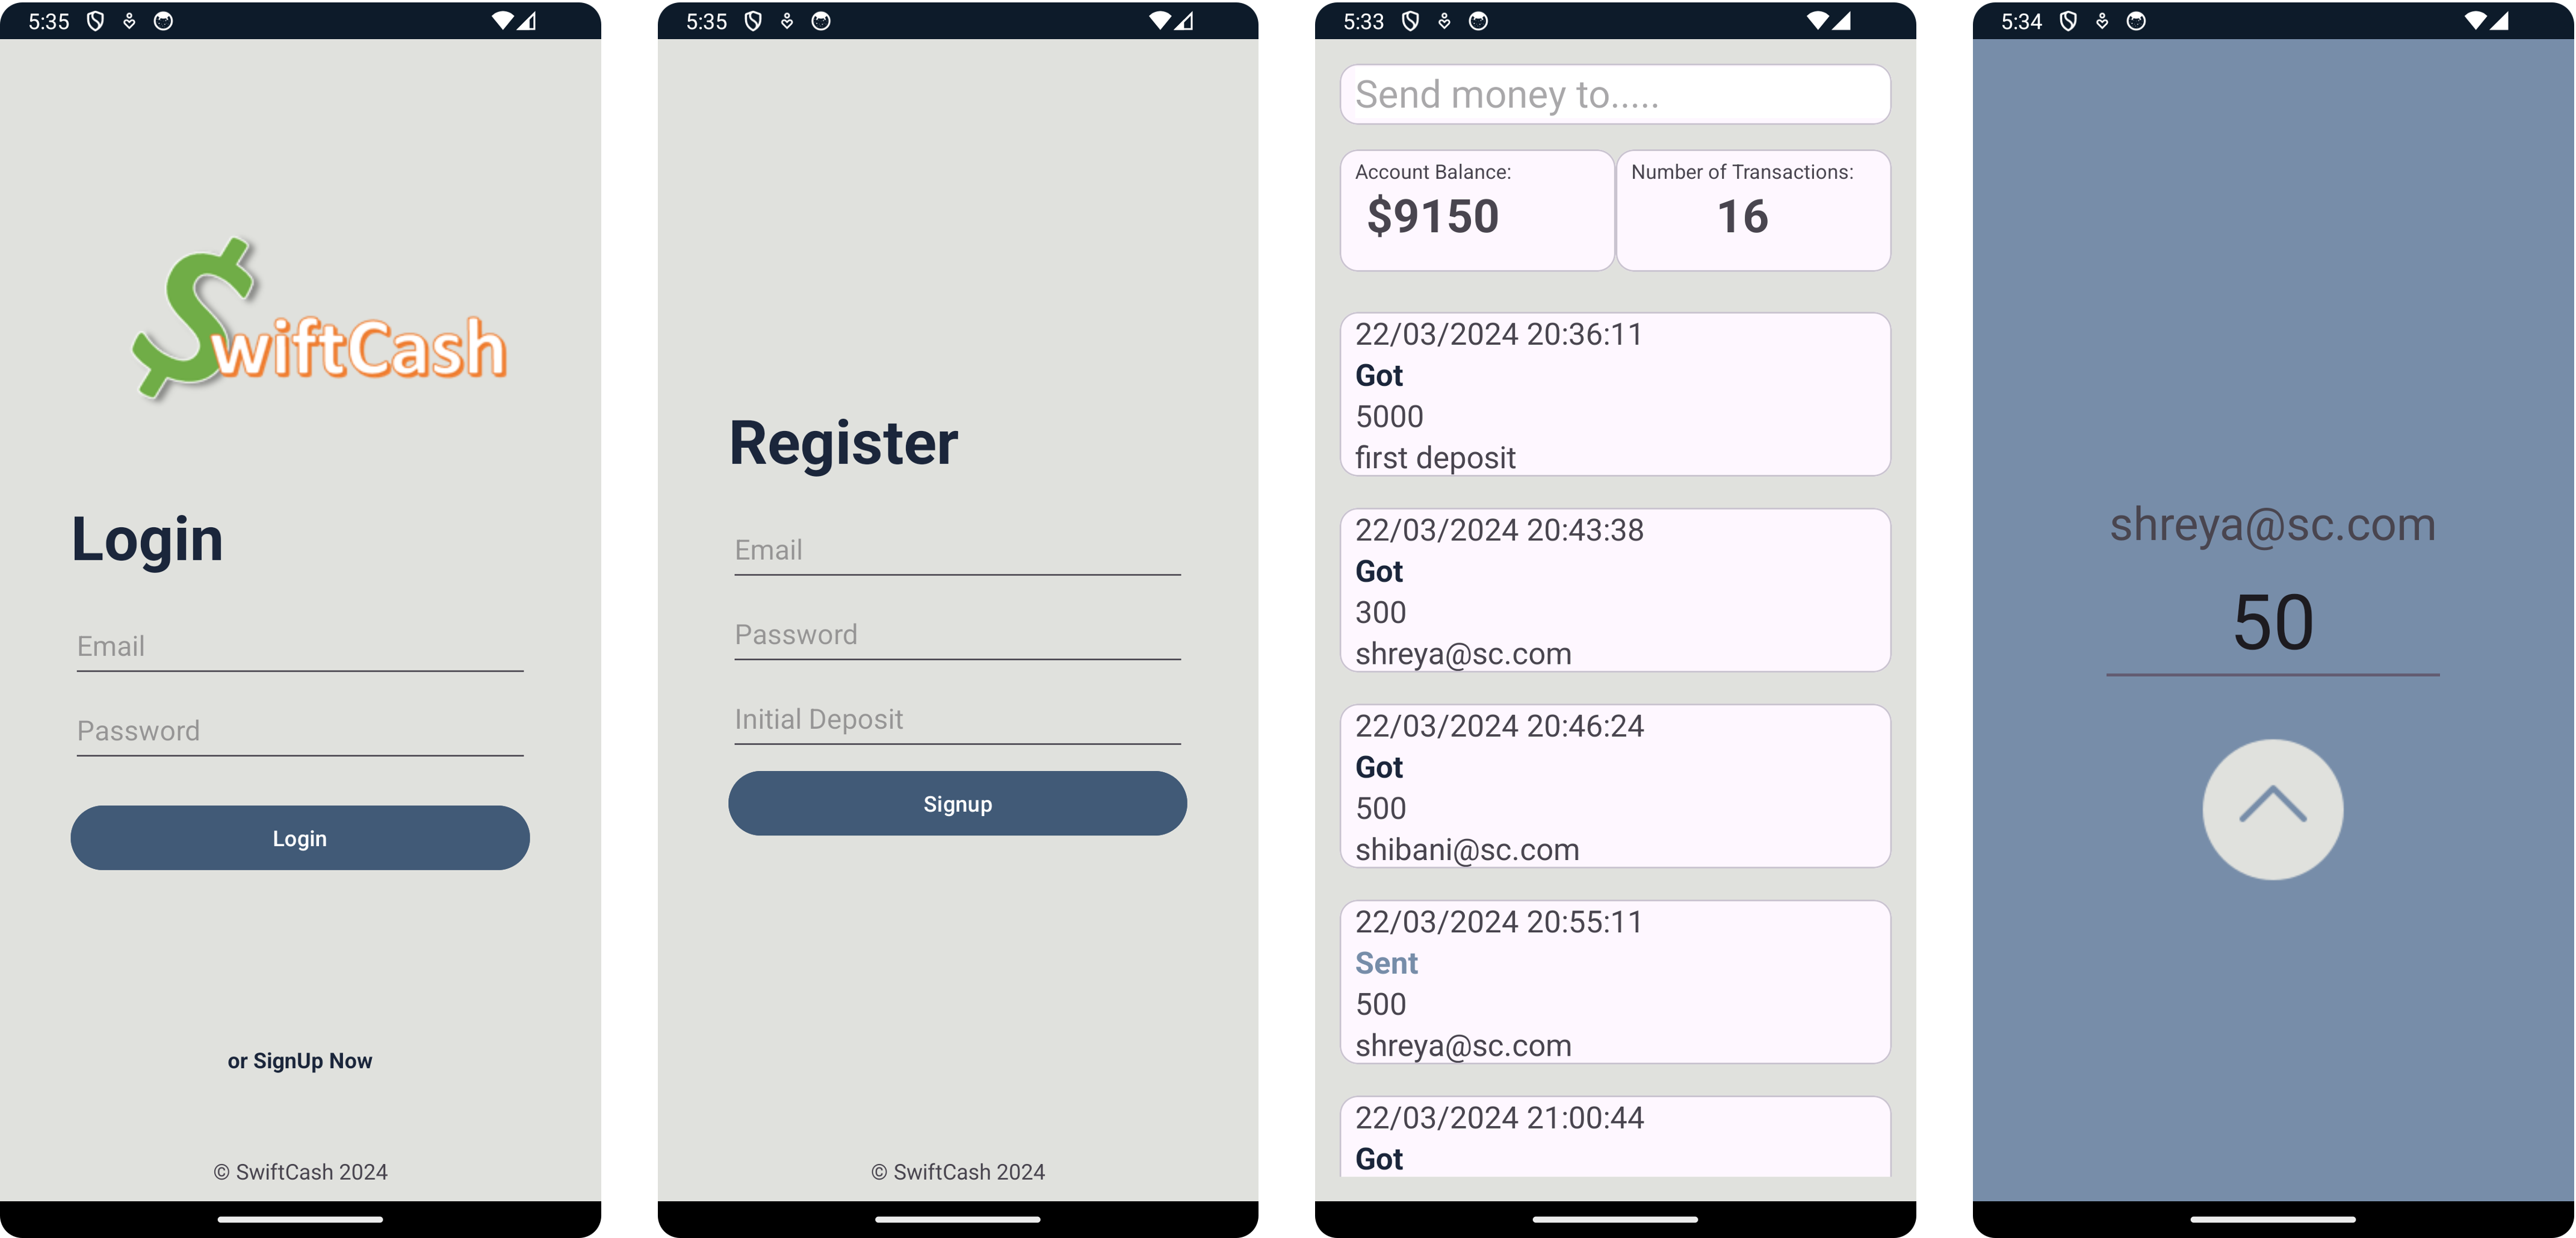 5:35
$wiftCash
Login
Email
Password
Login
or SignUp Now
© SwiftCash 2024
5:35
Register
Email
Password
Initial Deposit
Signup
© SwiftCash 2024
5:33
Send money to.....
Account Balance:
$9150
Number of Transactions:
16
22/03/2024 20:36:11
Got
5000
first deposit
22/03/2024 20:43:38
Got
300
shreya@sc.com
22/03/2024 20:46:24
Got
500
shibani@sc.com
22/03/2024 20:55:11
Sent
500
shreya@sc.com
22/03/2024 21:00:44
Got
5:34
shreya@sc.com
50